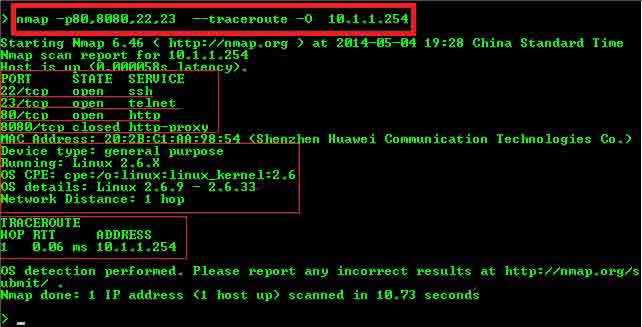 > nmap -p80,8080,22,23  --traceroute -O  10.1.1.254
Starting Nmap 6.46 ( http://nmap.org ) at 2014-05-04 19:28 China Standard Time
Nmap scan report for 10.1.1.254
Host is up (0.000058s latency).
PORT     STATE  SERVICE
22/tcp   open   ssh
23/tcp   open   telnet
80/tcp   open   http
8080/tcp closed http-proxy
MAC Address: 20:2B:C1:AA:98:54 (Shenzhen Huawei Communication Technologies Co.)
Device type: general purpose
Running: Linux 2.6.X
OS CPE: cpe:/o:linux:linux_kernel:2.6
OS details: Linux 2.6.9 - 2.6.33
Network Distance: 1 hop
TRACEROUTE
HOP RTT     ADDRESS
1   0.06 ms 10.1.1.254
OS detection performed. Please report any incorrect results at http://nmap.org/s
ubmit/ .
Nmap done: 1 IP address (1 host up) scanned in 10.73 seconds
> _